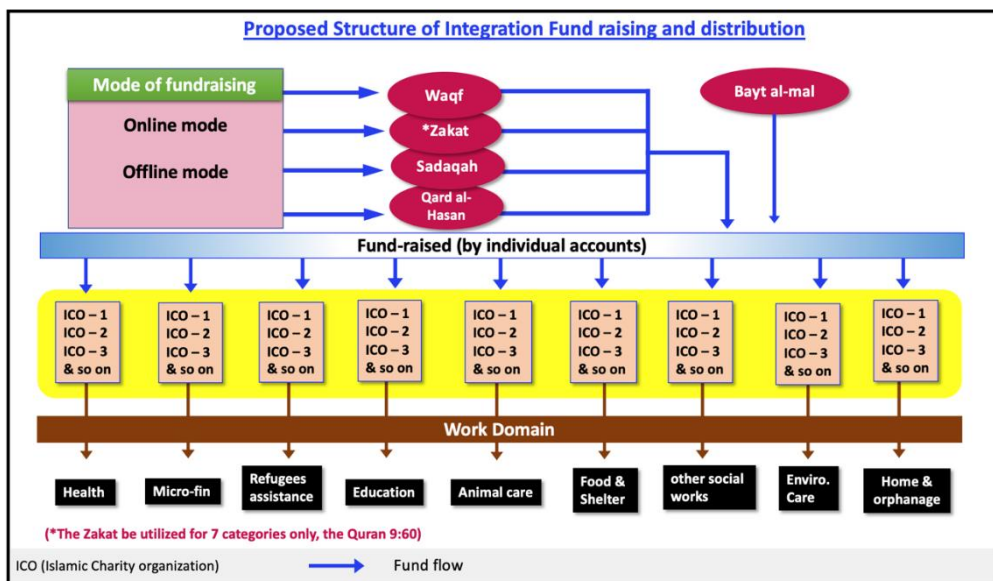 Proposed Structure of Integration Fund raising and distribution
Mode of fundraising
Online mode
Offline mode
Waqf
*Zakat
Sadaqah
Qard al-
Hasan
Bayt al-mal
Fund-raised (by individual accounts)
ICO – 1
ICO – 2
ICO – 3
& so on
ICO – 1
ICO – 2
ICO – 3
& so on
ICO – 1
ICO – 2
ICO – 3
& so on
ICO – 1
ICO – 2
ICO – 3
& so on
ICO – 1
ICO – 2
ICO – 3
& so on
ICO – 1
ICO – 2
ICO – 3
& so on
ICO – 1
ICO – 2
ICO – 3
& so on
ICO – 1
ICO – 2
ICO – 3
& so on
ICO – 1
ICO – 2
ICO – 3
& so on
Work Domain
Health
Micro-fin
Refugees
assistance
Education
Animal care
Food &
Shelter
other social
works
Enviro.
Care
Home &
orphanage
(*The Zakat be utilized for 7 categories only, the Quran 9:60)
ICO (Islamic Charity organization)
Fund flow